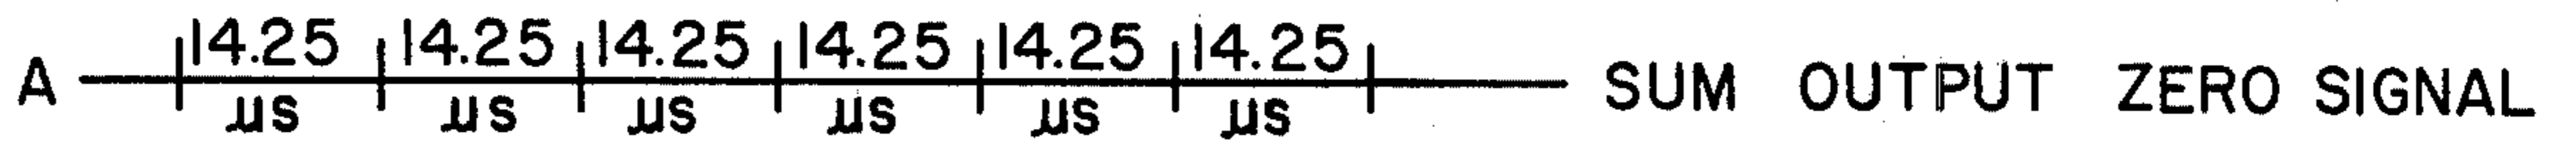 14.25 14.25 14.25 14.25 14.25 14.25
A SUM OUTPUT ZERO SIGNAL
µs µs µs µs µs µs